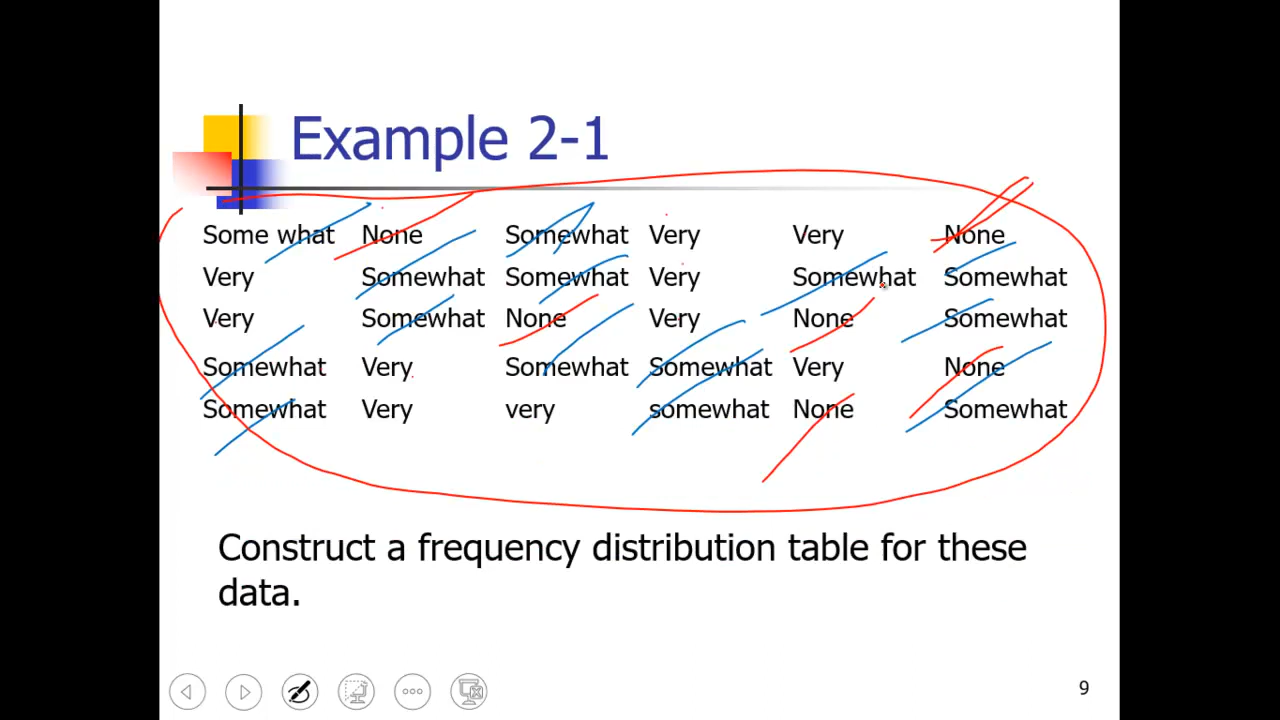 Example 2-1
Some what None Somewhat Very Very None
Very Somewhat Somewhat Very Somewhat Somewhat
Very Somewhat None Very None Somewhat
Somewhat Very Somewhat Somewhat Very None
Somewhat Very very somewhat None Somewhat
Construct a frequency distribution table for these
data.
9